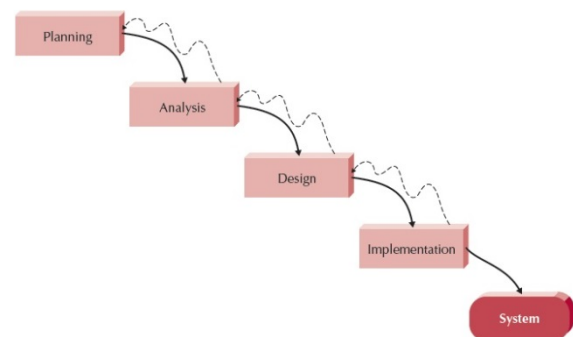 Planning
Analysis
Design
Implementation
System